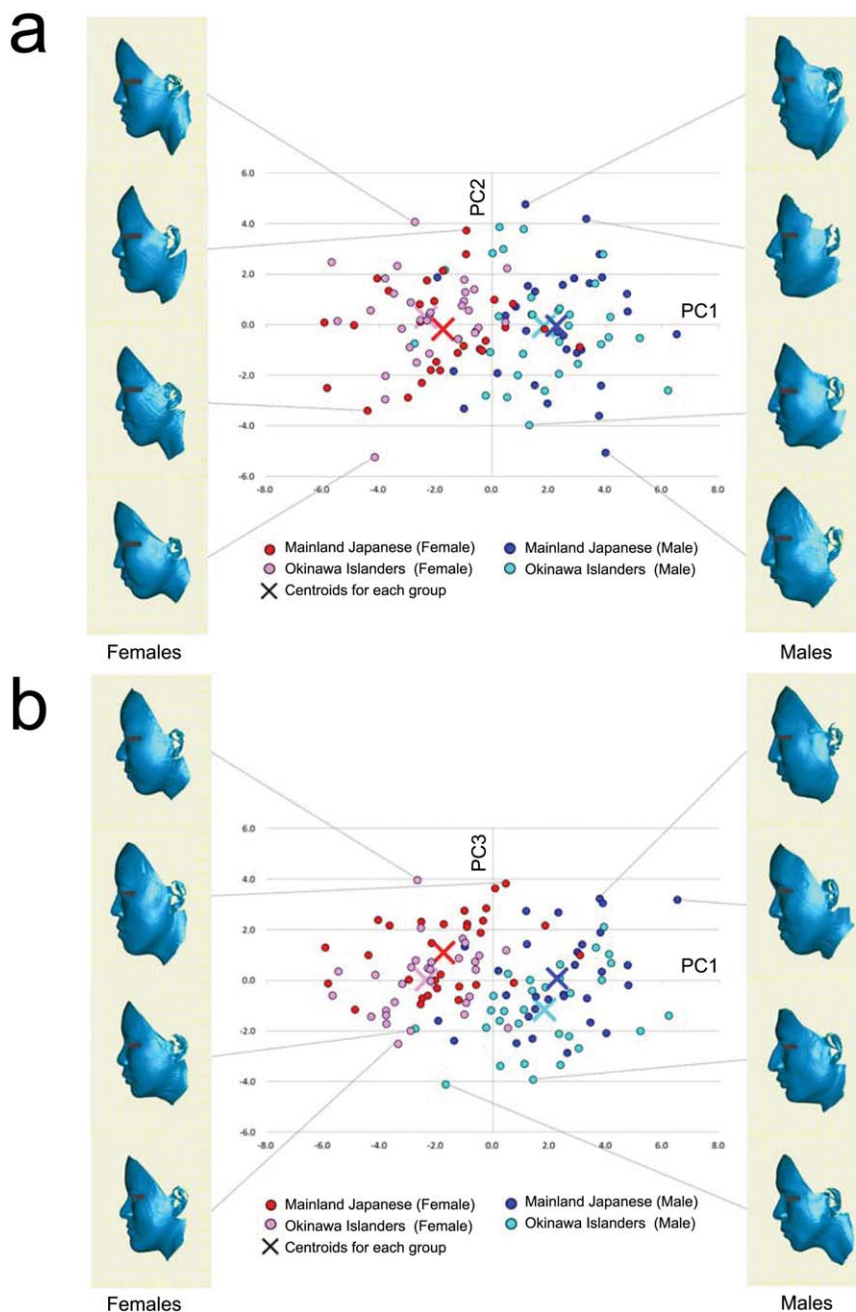 a
6.0
PC2
4.0
2.0
PC1
0.0
-2.0
-4.0
-6.0
-8.0 -6.0 -4.0 -2.0 0.0 2.0 4.0 6.0 8.0
Mainland Japanese (Female) Mainland Japanese (Male)
Okinawa Islanders (Female) Okinawa Islanders (Male)
Centroids for each group
Females Males
b
6.0
PC3
4.0
2.0
PC1
0.0
-2.0
-4.0
-6.0
-8.0 -6.0 -4.0 -2.0 0.0 2.0 4.0 6.0 8.0
Mainland Japanese (Female) Mainland Japanese (Male)
Okinawa Islanders (Female) Okinawa Islanders (Male)
Centroids for each group
Females Males